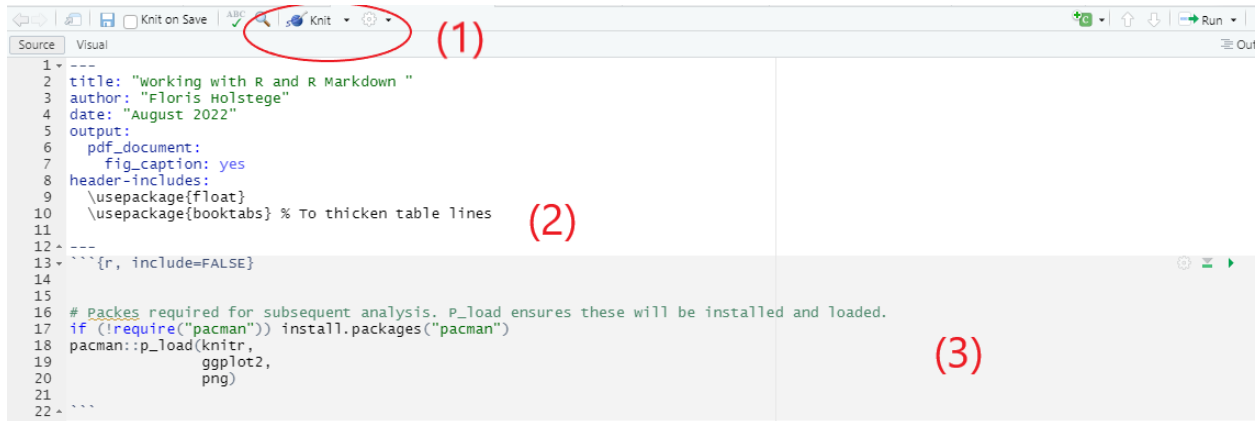 Knit on Save ABC Knit Run
(1)
Source Visual Out
1 ---
2 title: "Working with R and R Markdown "
3 author: "Floris Holstege"
4 date: "August 2022"
5 output:
6 pdf_document:
7 fig_caption: yes
8 header-includes:
9 \usepackage{float}
10 \usepackage{booktabs} % To thicken table lines
(2)
11
12 ---
13 ```{r, include=FALSE}
14
15
16 # Packes required for subsequent analysis. P_load ensures these will be installed and loaded.
17 if (!require("pacman")) install.packages("pacman")
18 pacman::p_load(knitr,
19 ggplot2,
(3)
20 png)
21
22 ```